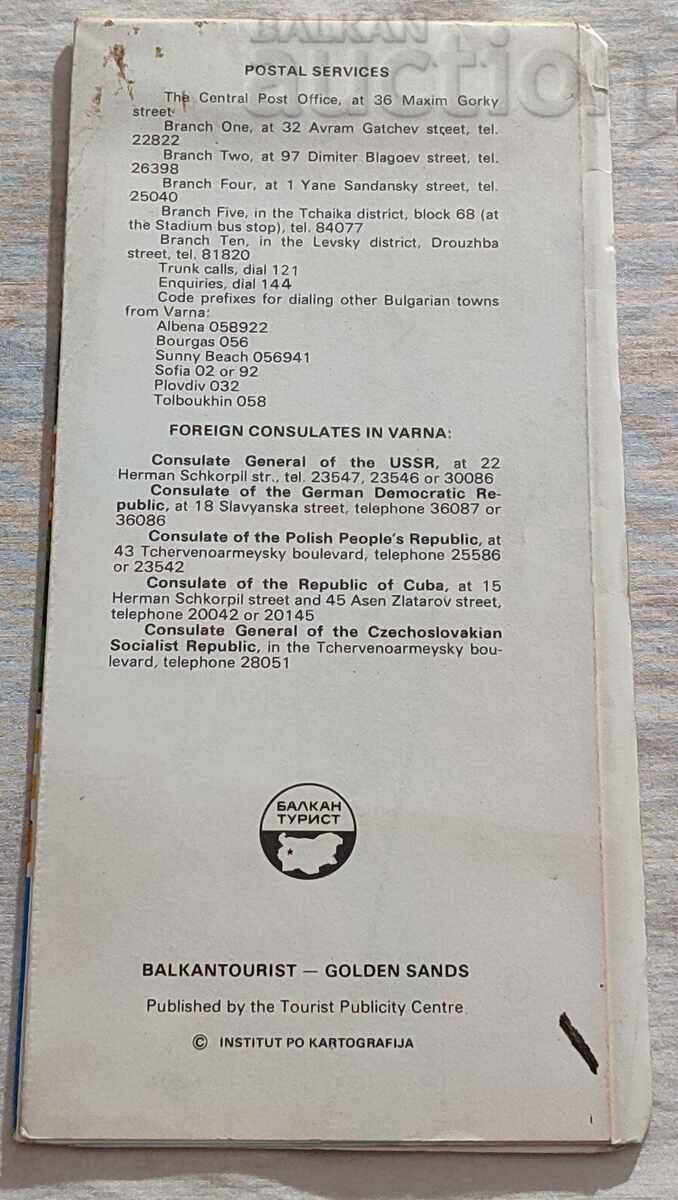 BALKAN
auction
POSTAL SERVICES
The Central Post Office, at 36 Maxim Gorky
street
Branch One, at 32 Avram Gatchev street, tel.
22822
Branch Two, at 97 Dimiter Blagoev street, tel.
26398
Branch Four, at 1 Yane Sandansky street, tel.
25040
Branch Five, in the Tchaika district, block 68 (at
the Stadium bus stop), tel. 84077
Branch Ten, in the Levsky district, Drouzhba
street, tel. 81820
Trunk calls, dial 121
Enquiries, dial 144
Code prefixes for dialing other Bulgarian towns
from Varna:
Albena 058922
Bourgas 056
Sunny Beach 056941
Sofia 02 or 92
Plovdiv 032
Tolboukhin 058
FOREIGN CONSULATES IN VARNA:
Consulate General of the USSR, at 22
Herman Schkorpil str., tel. 23547, 23546 or 30086
Consulate of the German Democratic Re-
public, at 18 Slavyanska street, telephone 36087 or
36086
Consulate of the Polish People's Republic, at
43 Tchervenoarmeysky boulevard, telephone 25586
or 23542
Consulate of the Republic of Cuba, at 15
Herman Schkorpil street and 45 Asen Zlatarov street,
telephone 20042 or 20145
Consulate General of the Czechoslovakian
Socialist Republic, in the Tchervenoarmeysky bou-
levard, telephone 28051
БАЛКАН
ТУРИСТ
BALKANTOURIST — GOLDEN SANDS
Published by the Tourist Publicity Centre
© INSTITUT PO KARTOGRAFIJA